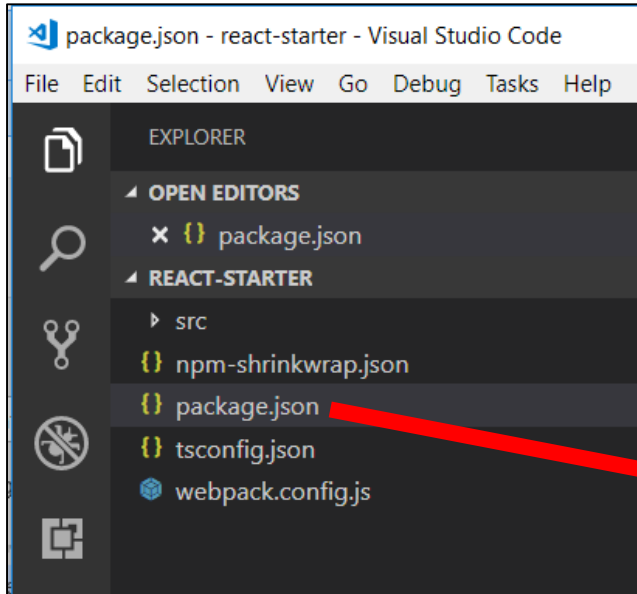 package.json - react-starter - Visual Studio Code
File Edit Selection View Go Debug Tasks Help
EXPLORER
OPEN EDITORS
{} package.json
REACT-STARTER
src
{} npm-shrinkwrap.json
{} package.json
{} tsconfig.json
webpack.config.js